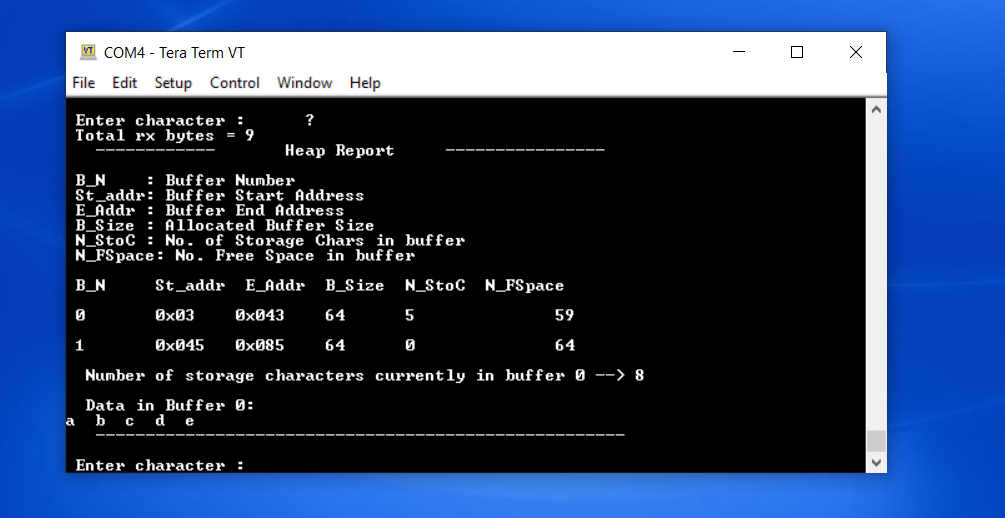 VT COM4 - Tera Term VT
File Edit Setup Control Window Help
Enter character : ?
Total rx bytes = 9
------------ Heap Report ----------------
B_N : Buffer Number
St_addr: Buffer Start Address
E_Addr : Buffer End Address
B_Size : Allocated Buffer Size
N_StoC : No. of Storage Chars in buffer
N_FSpace: No. Free Space in buffer
B_N St_addr E_Addr B_Size N_StoC N_FSpace
0 0x03 0x043 64 5 59
1 0x045 0x085 64 0 64
Number of storage characters currently in buffer 0 --> 8
Data in Buffer 0:
a b c d e
-----------------------------------------------------
Enter character :